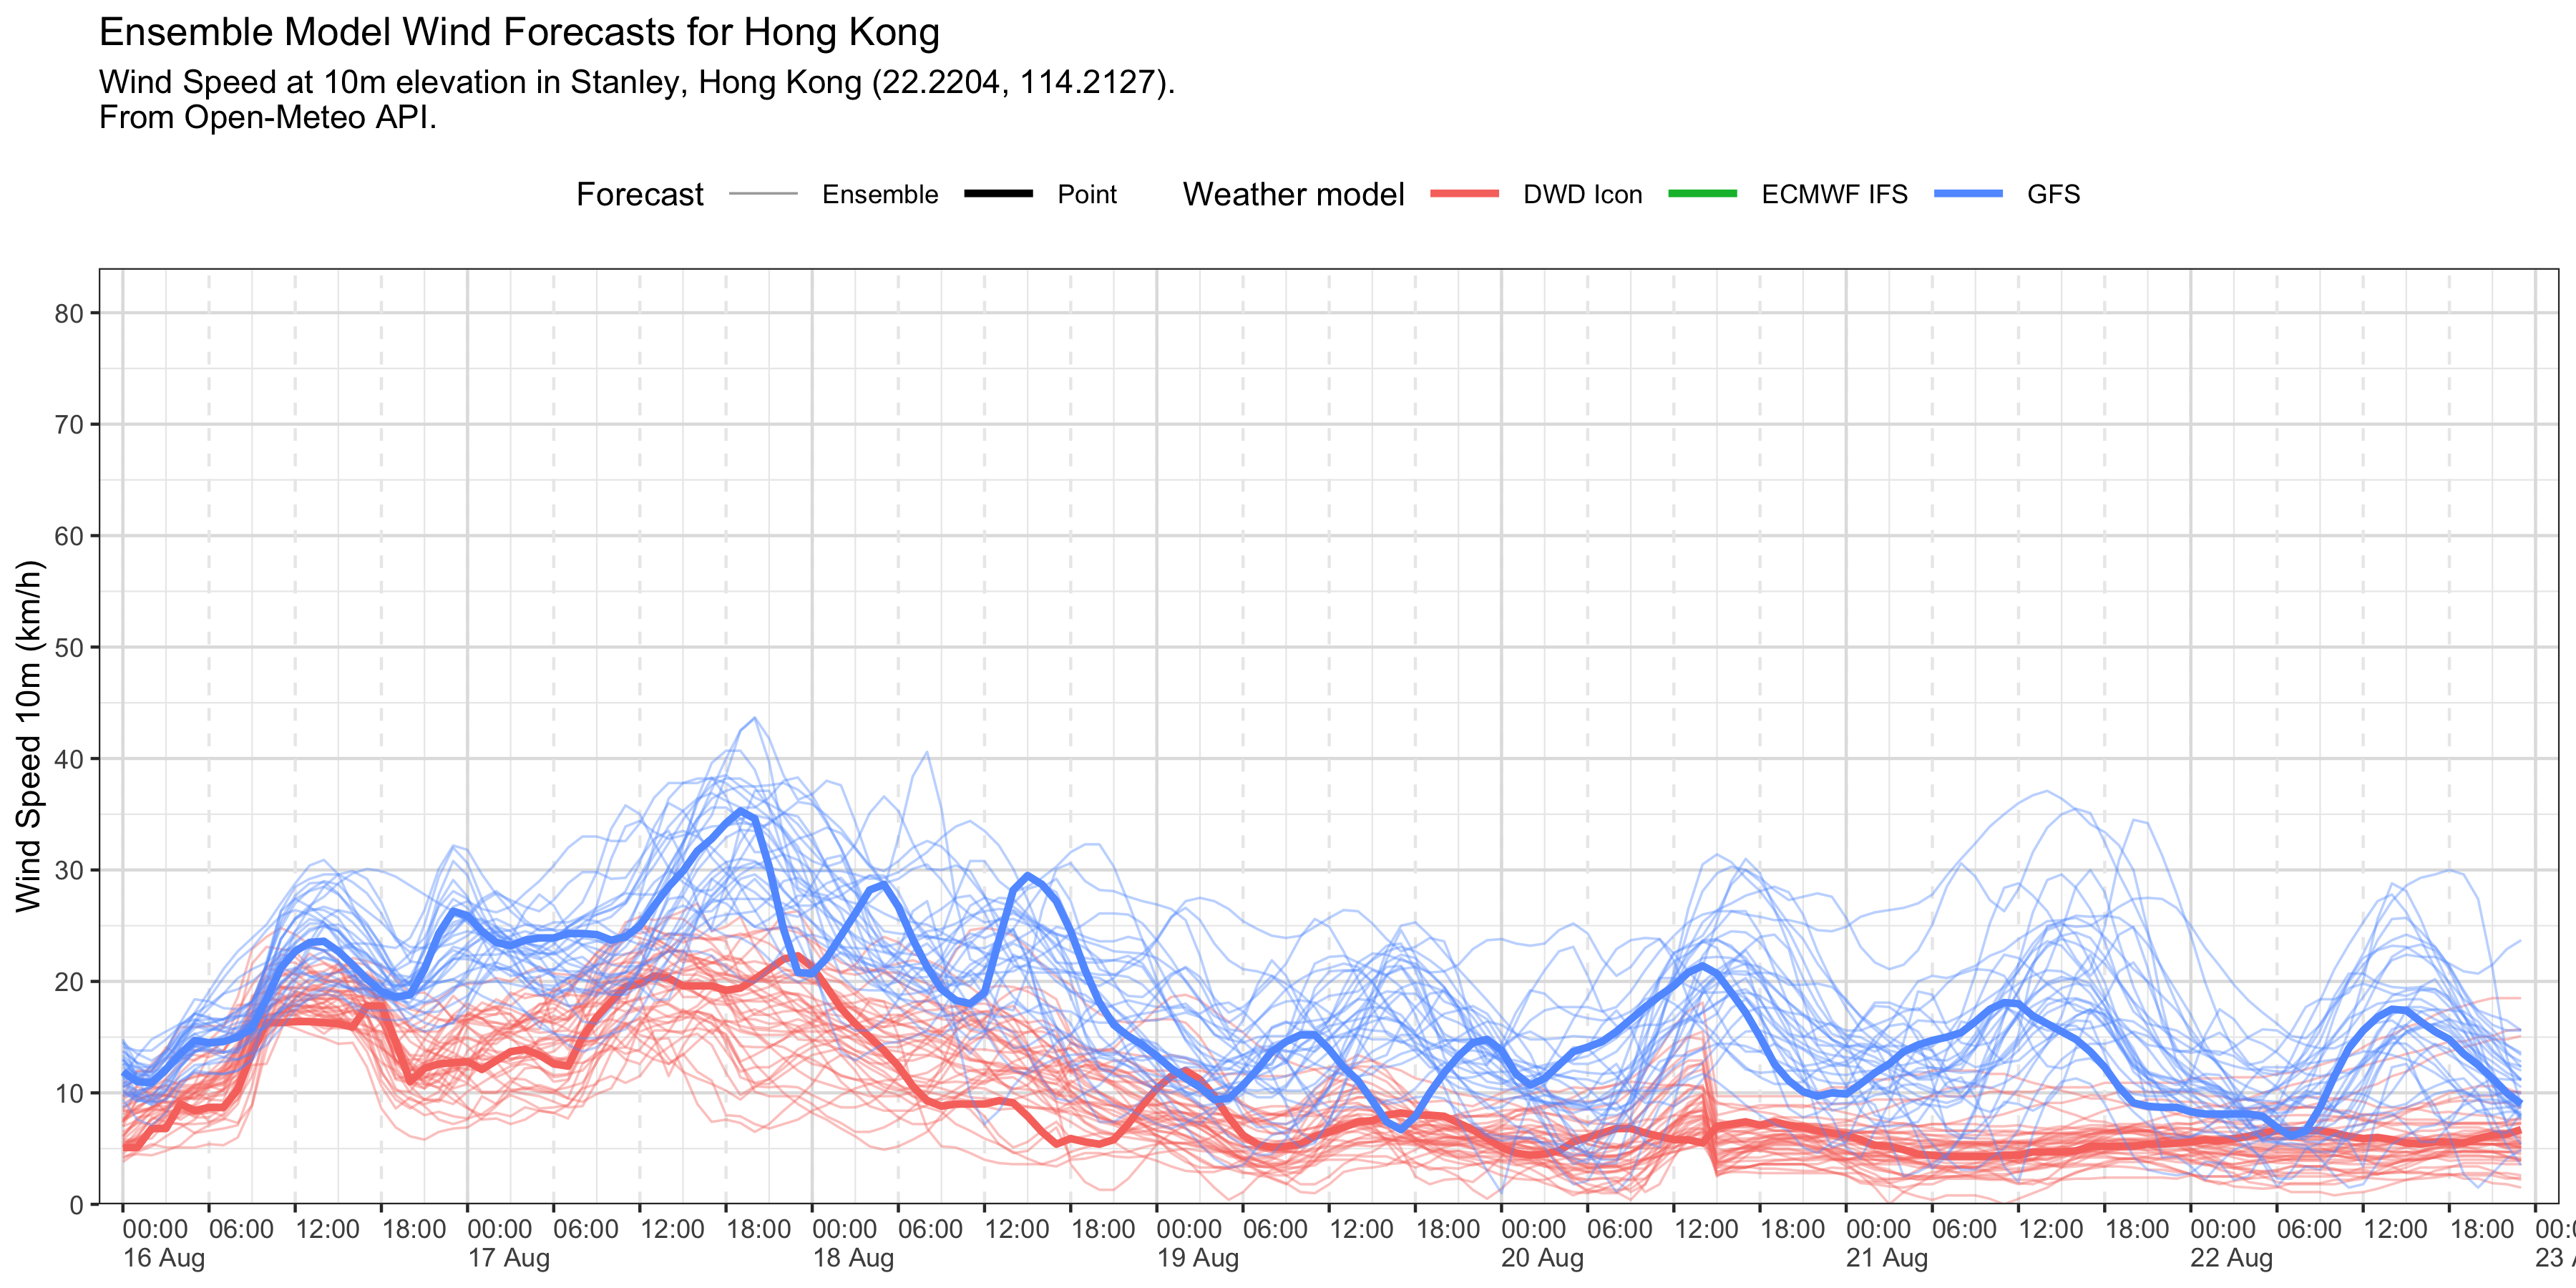 Ensemble Model Wind Forecasts for Hong Kong
Wind Speed at 10m elevation in Stanley, Hong Kong (22.2204, 114.2127).
From Open-Meteo API.
Forecast Ensemble Point Weather model DWD Icon ECMWF IFS GFS
Wind Speed 10m (km/h)
80
70
60
50
40
30
20
10
0
00:00 06:00 12:00 18:00 00:00 06:00 12:00 18:00 00:00 06:00 12:00 18:00 00:00 06:00 12:00 18:00 00:00 06:00 12:00 18:00 00:00 06:00 12:00 18:00 00:00 06:00 12:00 18:00 00:
16 Aug 17 Aug 18 Aug 19 Aug 20 Aug 21 Aug 22 Aug 23